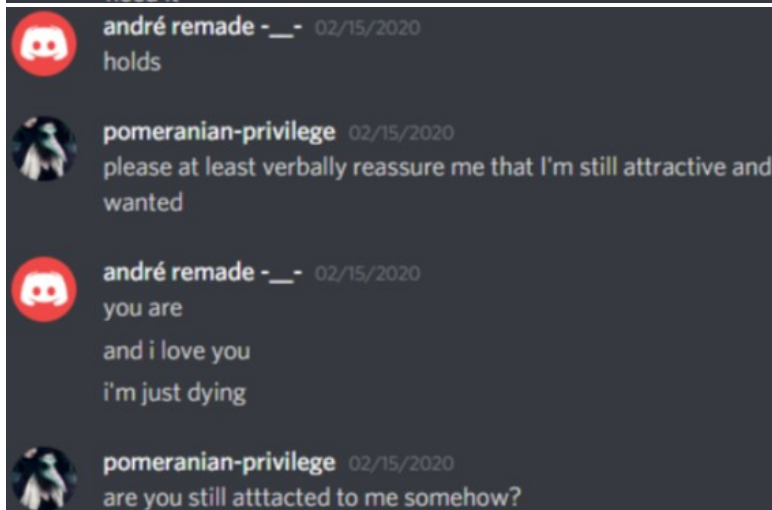 andré remade -__- 02/15/2020
holds
pomeranian-privilege 02/15/2020
please at least verbally reassure me that I'm still attractive and
wanted
andré remade -__- 02/15/2020
you are
and i love you
i'm just dying
pomeranian-privilege 02/15/2020
are you still atttacted to me somehow?